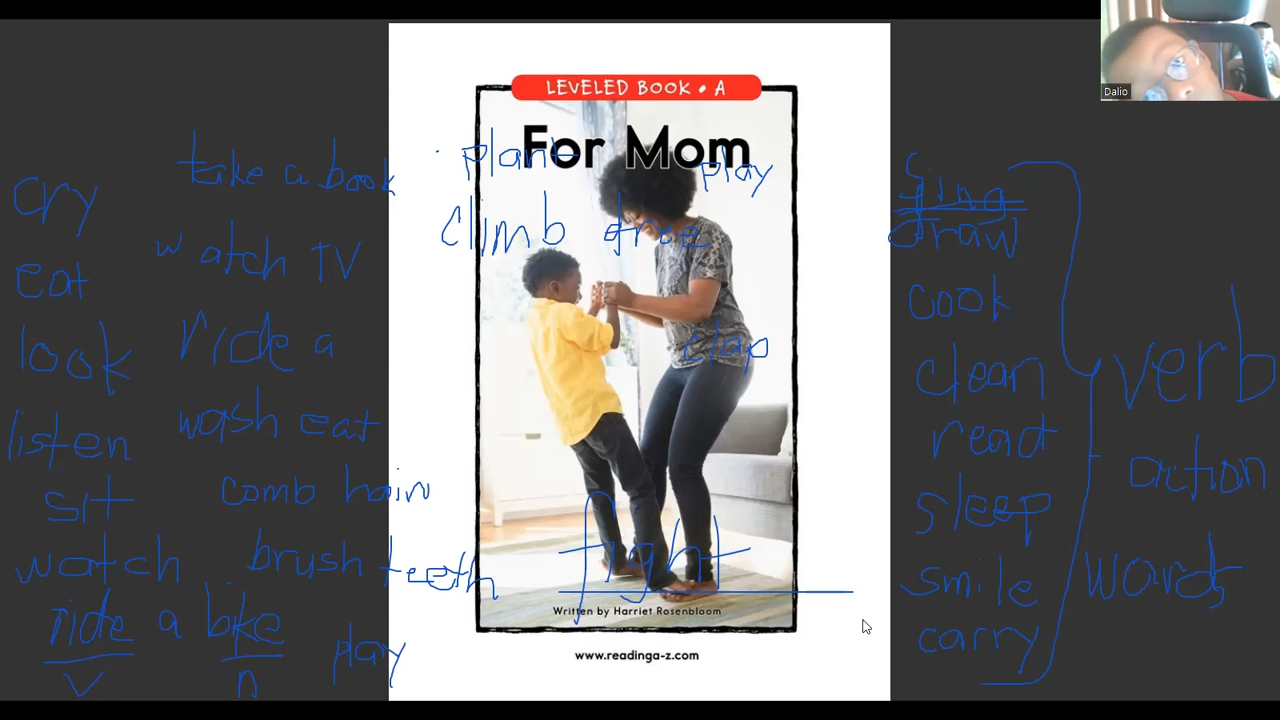 Dalio
LEVELED BOOK • A
For Mom
Written by Harriet Rosenbloom
www.readinga-z.com
cry
eat
look
listen
sit
watch
ride a bike
v n
take a book
watch TV
ride a
wash eat
comb hair
brush teeth
play
plant
play
climb tree
clap
fight
sing
draw
cook
clean
read
sleep
smile
carry
verb
action
words